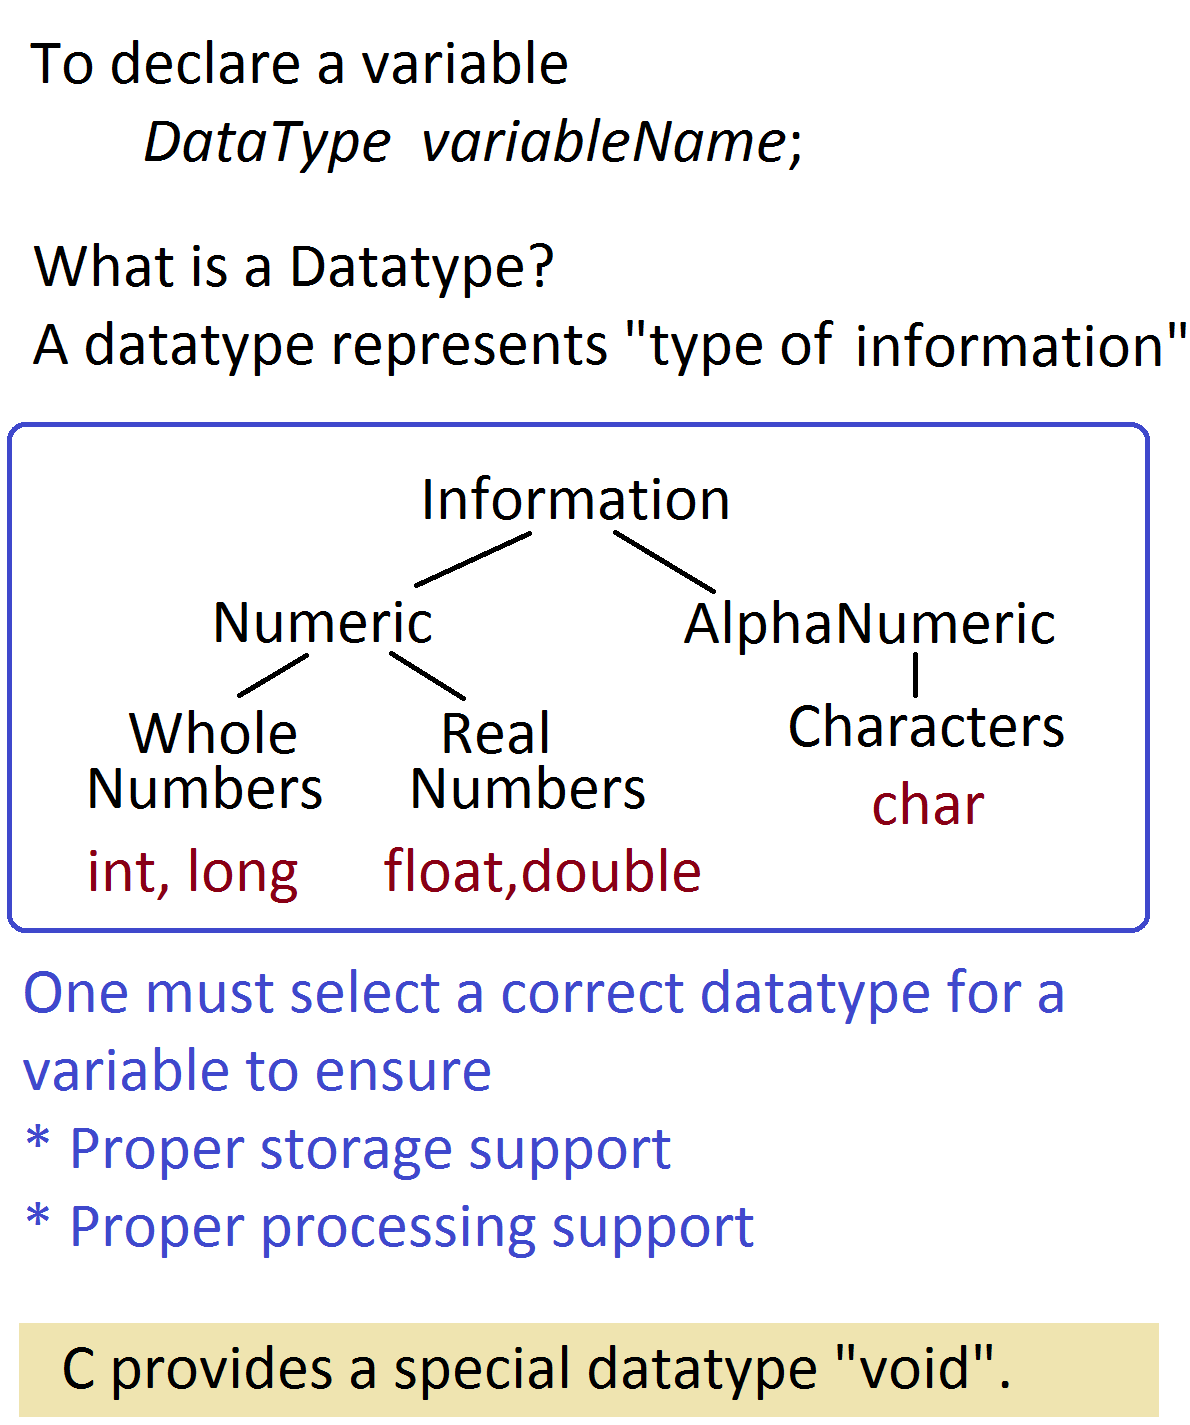 To declare a variable
DataType variableName;
What is a Datatype?
A datatype represents "type of information"
Information
Numeric AlphaNumeric
Whole Real Characters
Numbers Numbers
char
int, long float,double
One must select a correct datatype for a
variable to ensure
* Proper storage support
* Proper processing support
C provides a special datatype "void".